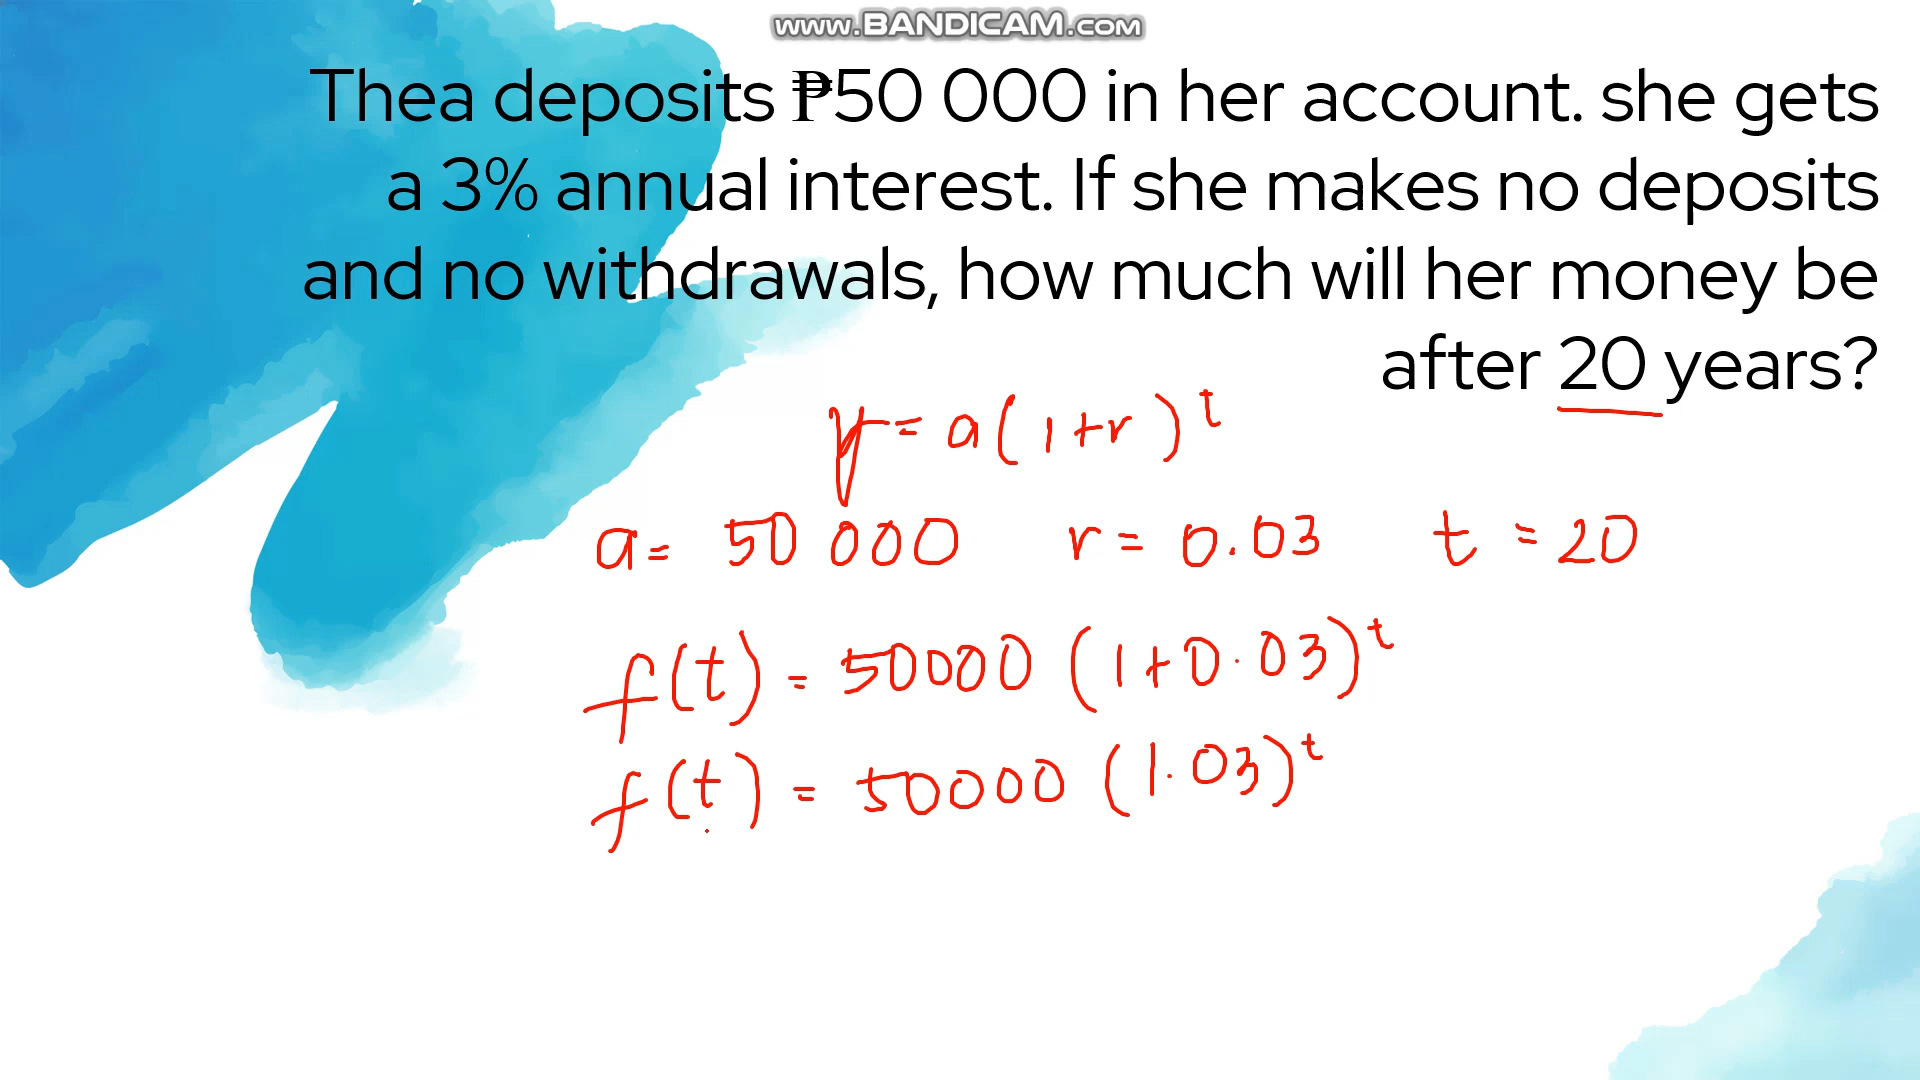 www.BANDICAM.com
Thea deposits ₱50 000 in her account. she gets
a 3% annual interest. If she makes no deposits
and no withdrawals, how much will her money be
after 20 years?
y = a(1+r)^t
a = 50 000 r = 0.03 t = 20
f(t) = 50000 (1+0.03)^t
f(t) = 50000 (1.03)^t